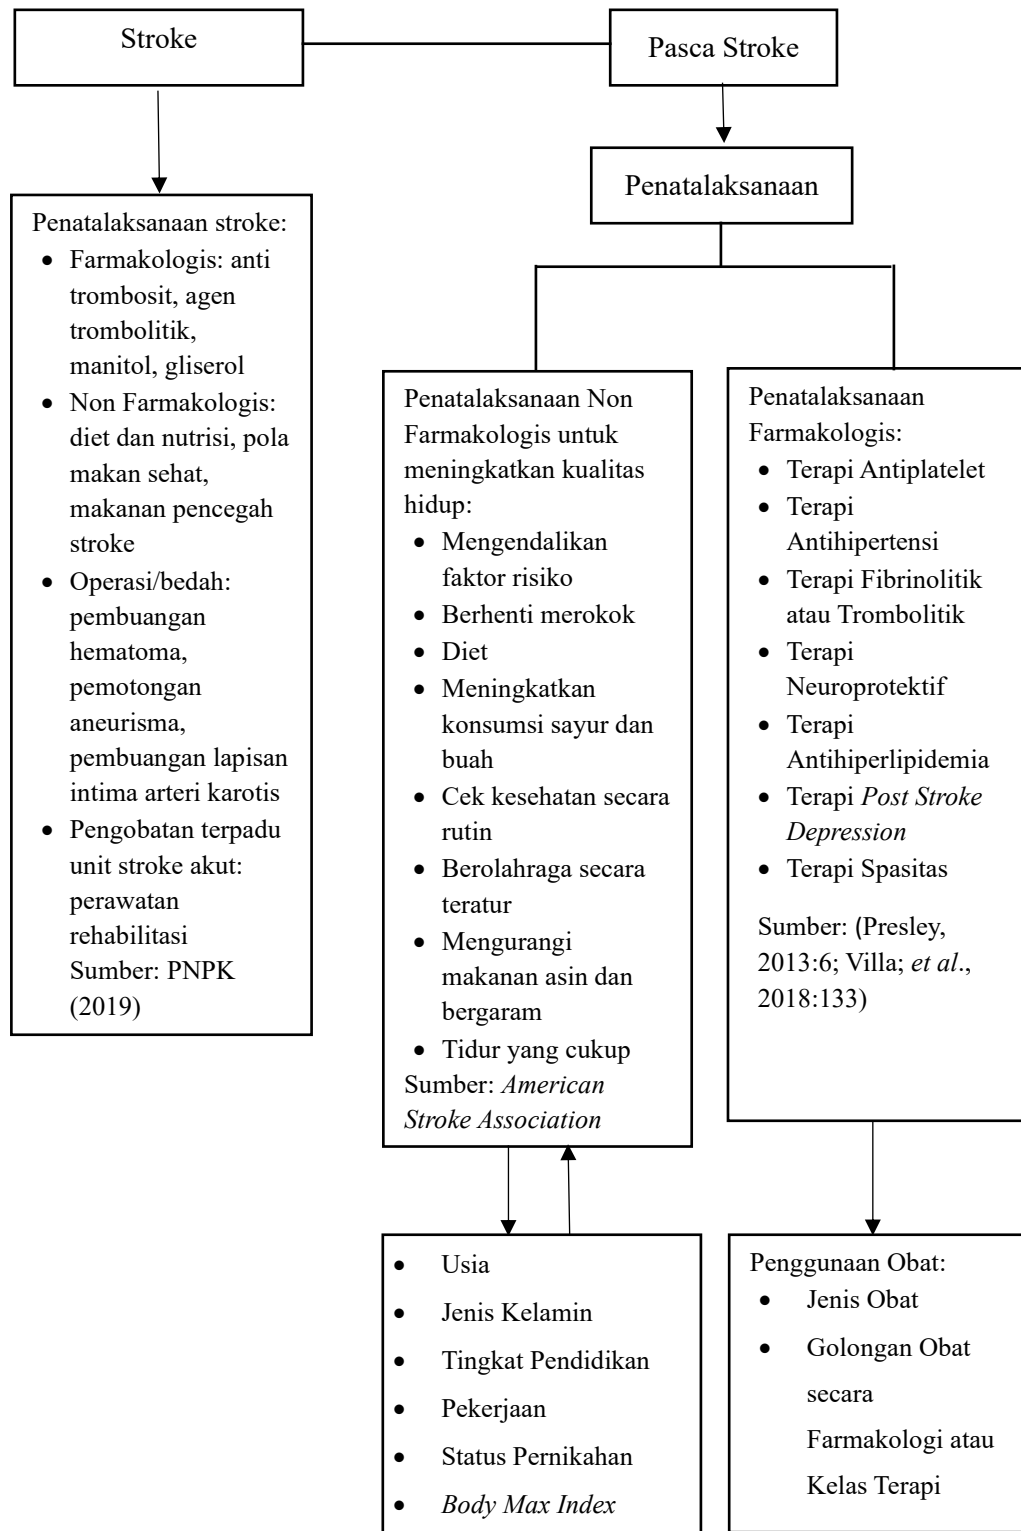 Stroke
Pasca Stroke
Penatalaksanaan
Penatalaksanaan stroke:
• Farmakologis: anti
trombosit, agen
trombolitik,
manitol, gliserol
• Non Farmakologis:
diet dan nutrisi, pola
makan sehat,
makanan pencegah
stroke
• Operasi/bedah:
pembuangan
hematoma,
pemotongan
aneurisma,
pembuangan lapisan
intima arteri karotis
• Pengobatan terpadu
unit stroke akut:
perawatan
rehabilitasi
Sumber: PNPK
(2019)
Penatalaksanaan Non
Farmakologis untuk
meningkatkan kualitas
hidup:
• Mengendalikan
faktor risiko
• Berhenti merokok
• Diet
• Meningkatkan
konsumsi sayur dan
buah
• Cek kesehatan secara
rutin
• Berolahraga secara
teratur
• Mengurangi
makanan asin dan
bergaram
• Tidur yang cukup
Sumber: American
Stroke Association
Penatalaksanaan
Farmakologis:
• Terapi Antiplatelet
• Terapi
Antihipertensi
• Terapi Fibrinolitik
atau Trombolitik
• Terapi
Neuroprotektif
• Terapi
Antihiperlipidemia
• Terapi Post Stroke
Depression
• Terapi Spasitas
Sumber: (Presley,
2013:6; Villa; et al.,
2018:133)
• Usia
• Jenis Kelamin
• Tingkat Pendidikan
• Pekerjaan
• Status Pernikahan
• Body Max Index
Penggunaan Obat:
• Jenis Obat
• Golongan Obat
secara
Farmakologi atau
Kelas Terapi